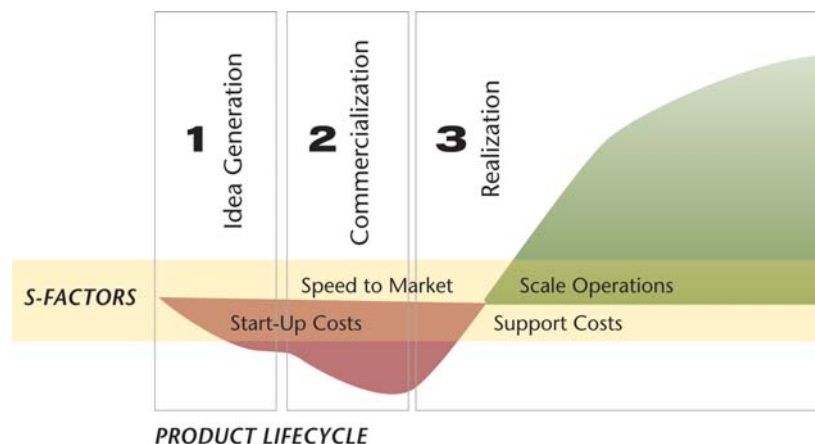 1
Idea Generation
2
Commercialization
3
Realization
S-FACTORS
Speed to Market
Scale Operations
Start-Up Costs
Support Costs
PRODUCT LIFECYCLE